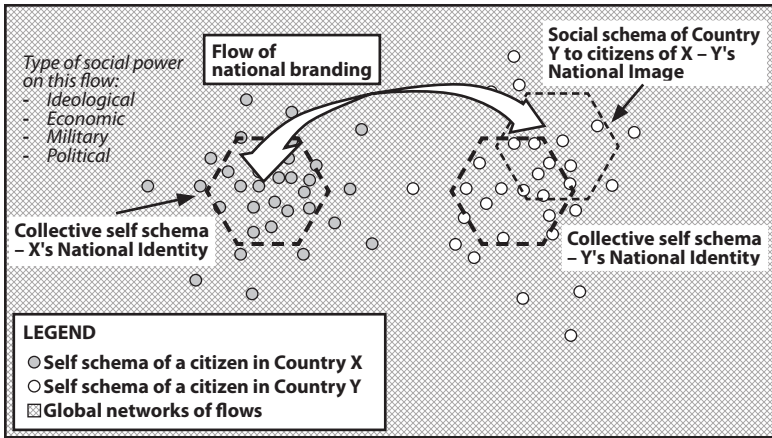 Type of social power
on this flow:
- Ideological
- Economic
- Military
- Political
Flow of
national branding
Social schema of Country
Y to citizens of X – Y's
National Image
Collective self schema
– X's National Identity
Collective self schema
– Y's National Identity
LEGEND
Self schema of a citizen in Country X
Self schema of a citizen in Country Y
Global networks of flows